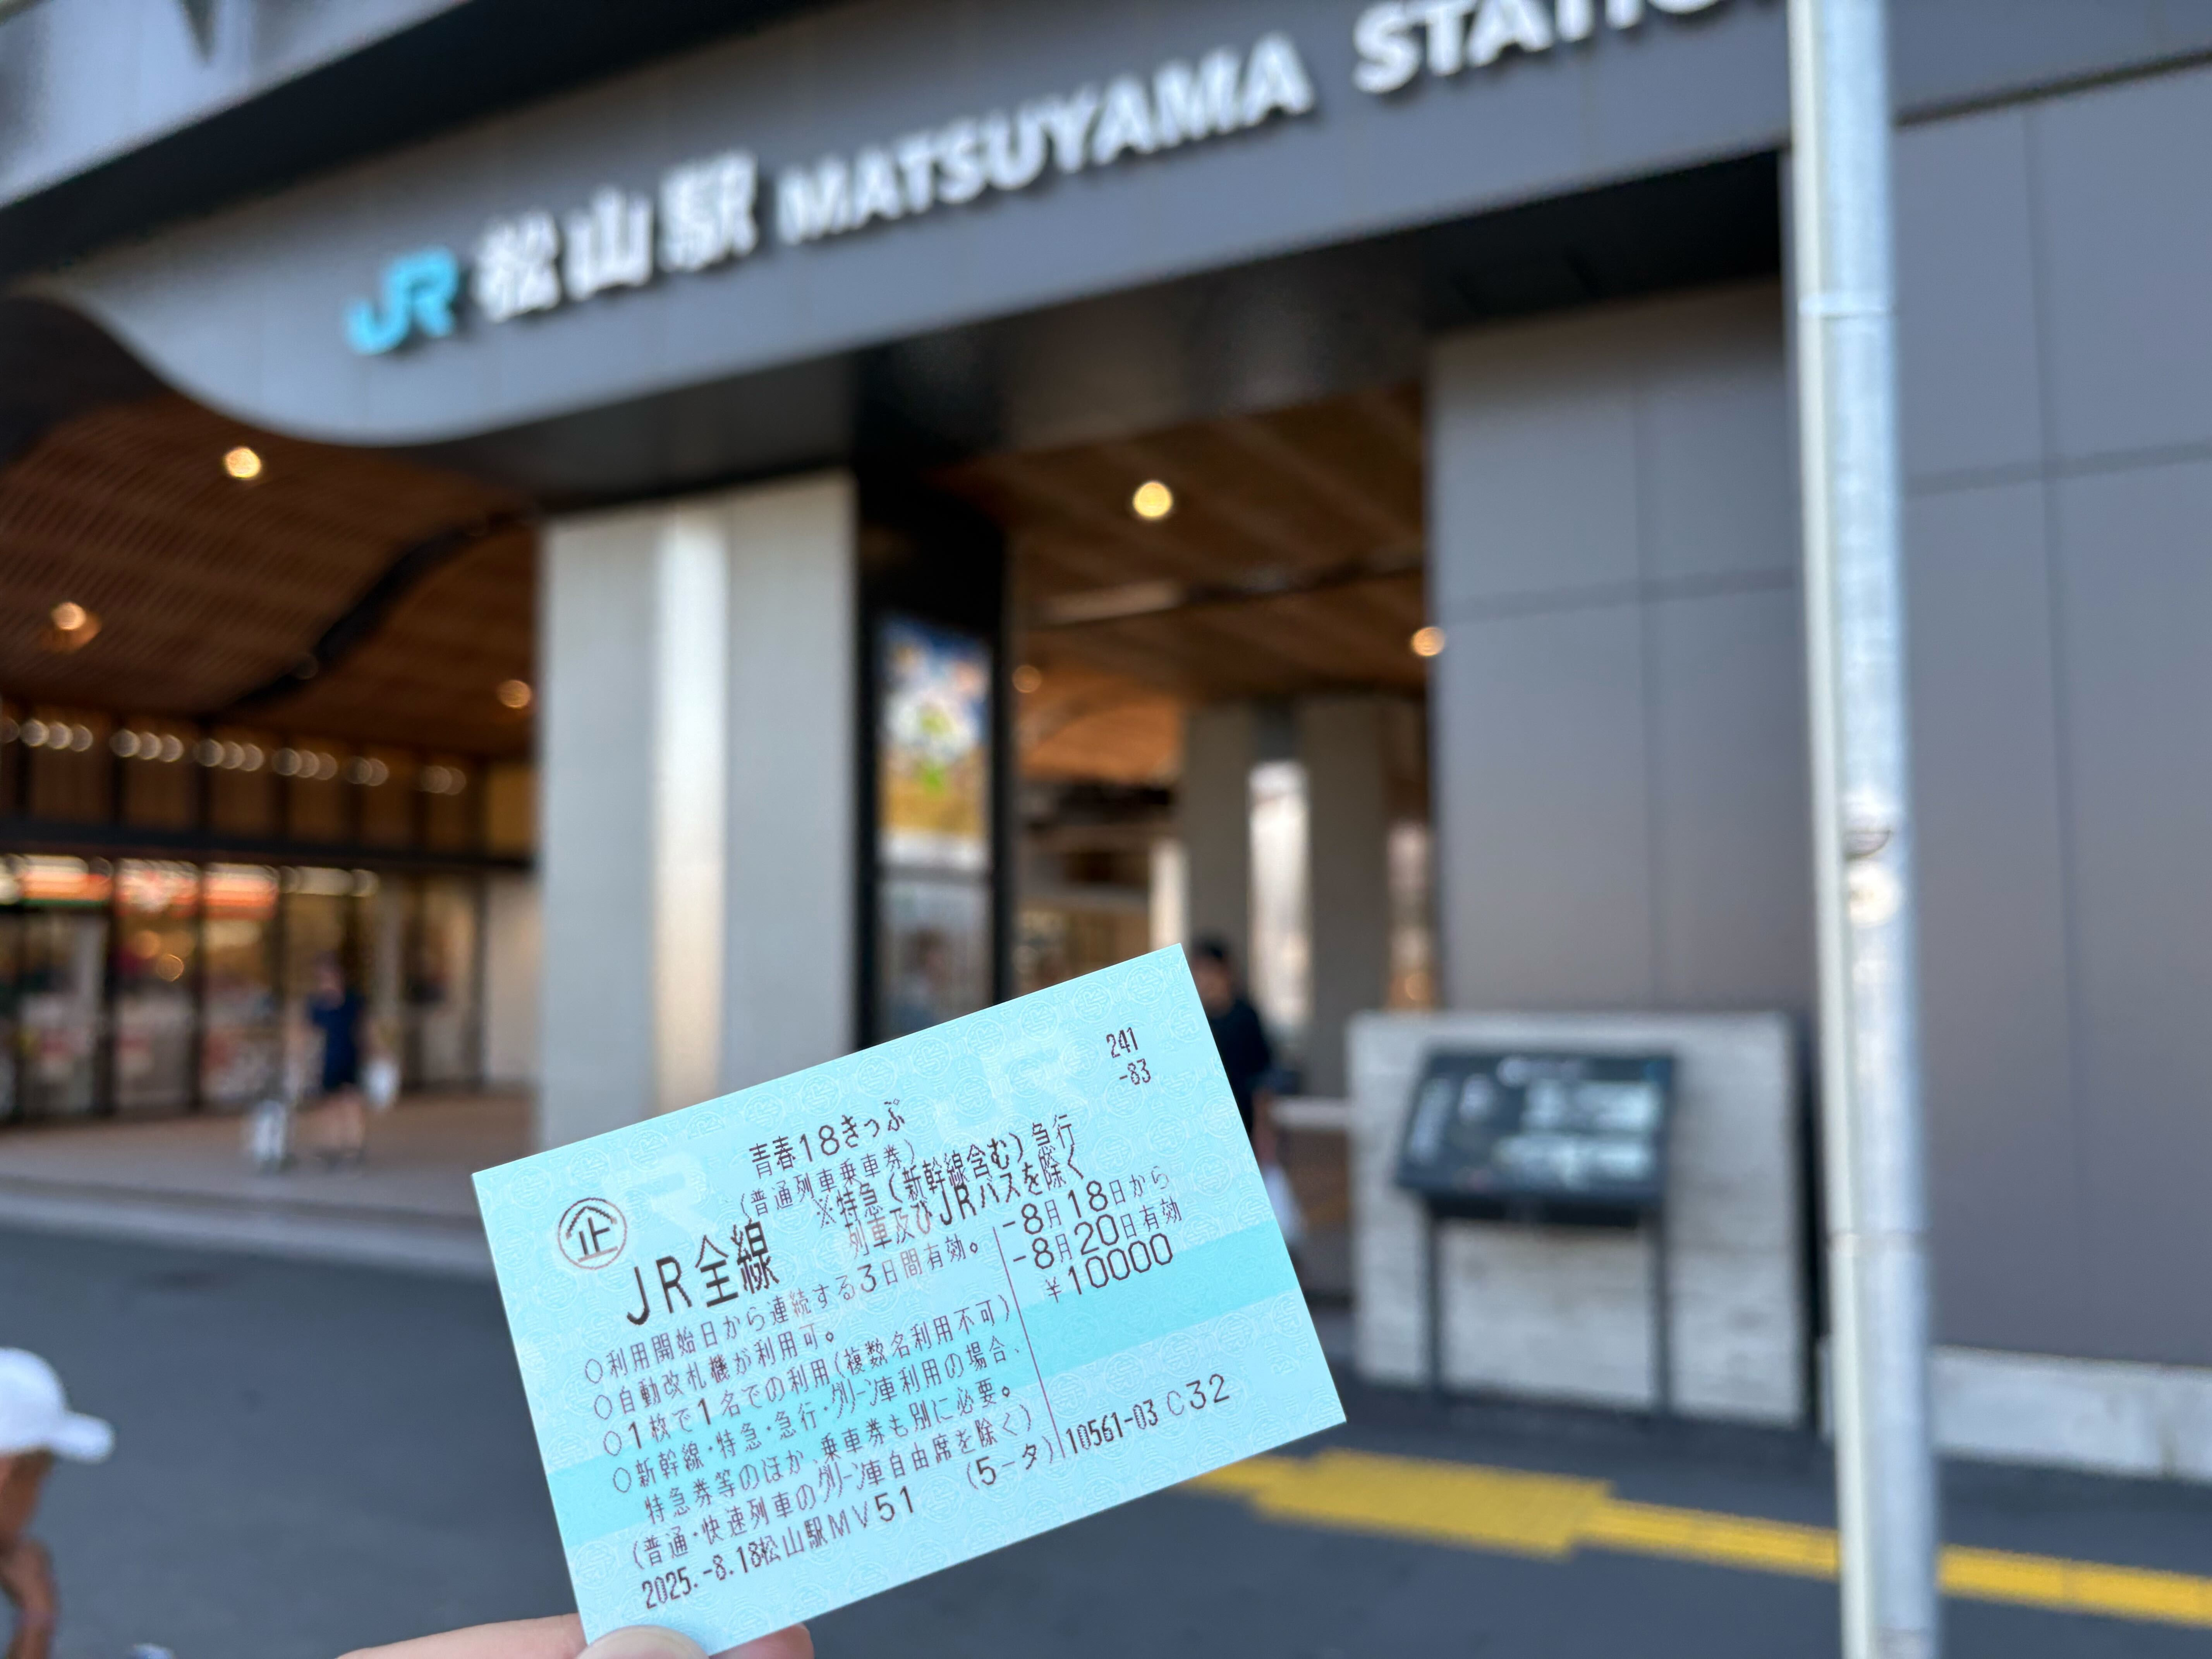 JR 松山駅 MATSUYAMA STATION
241
-83
青春18きっぷ
(普通列車乗車券)
※特急(新幹線含む)急行
列車及びJRバスを除く
企
JR全線
-8月18日から
-8月20日有効
¥10000
○利用開始日から連続する3日間有効。
○自動改札機が利用可。
○1枚で1名での利用(複数名利用不可)
○新幹線・特急・急行・グリーン車利用の場合、
特急券等のほか、乗車券も別に必要。
(普通・快速列車のグリーン車自由席を除く)
2025.-8.18松山駅MV51
(5-タ)
10561-03 C32